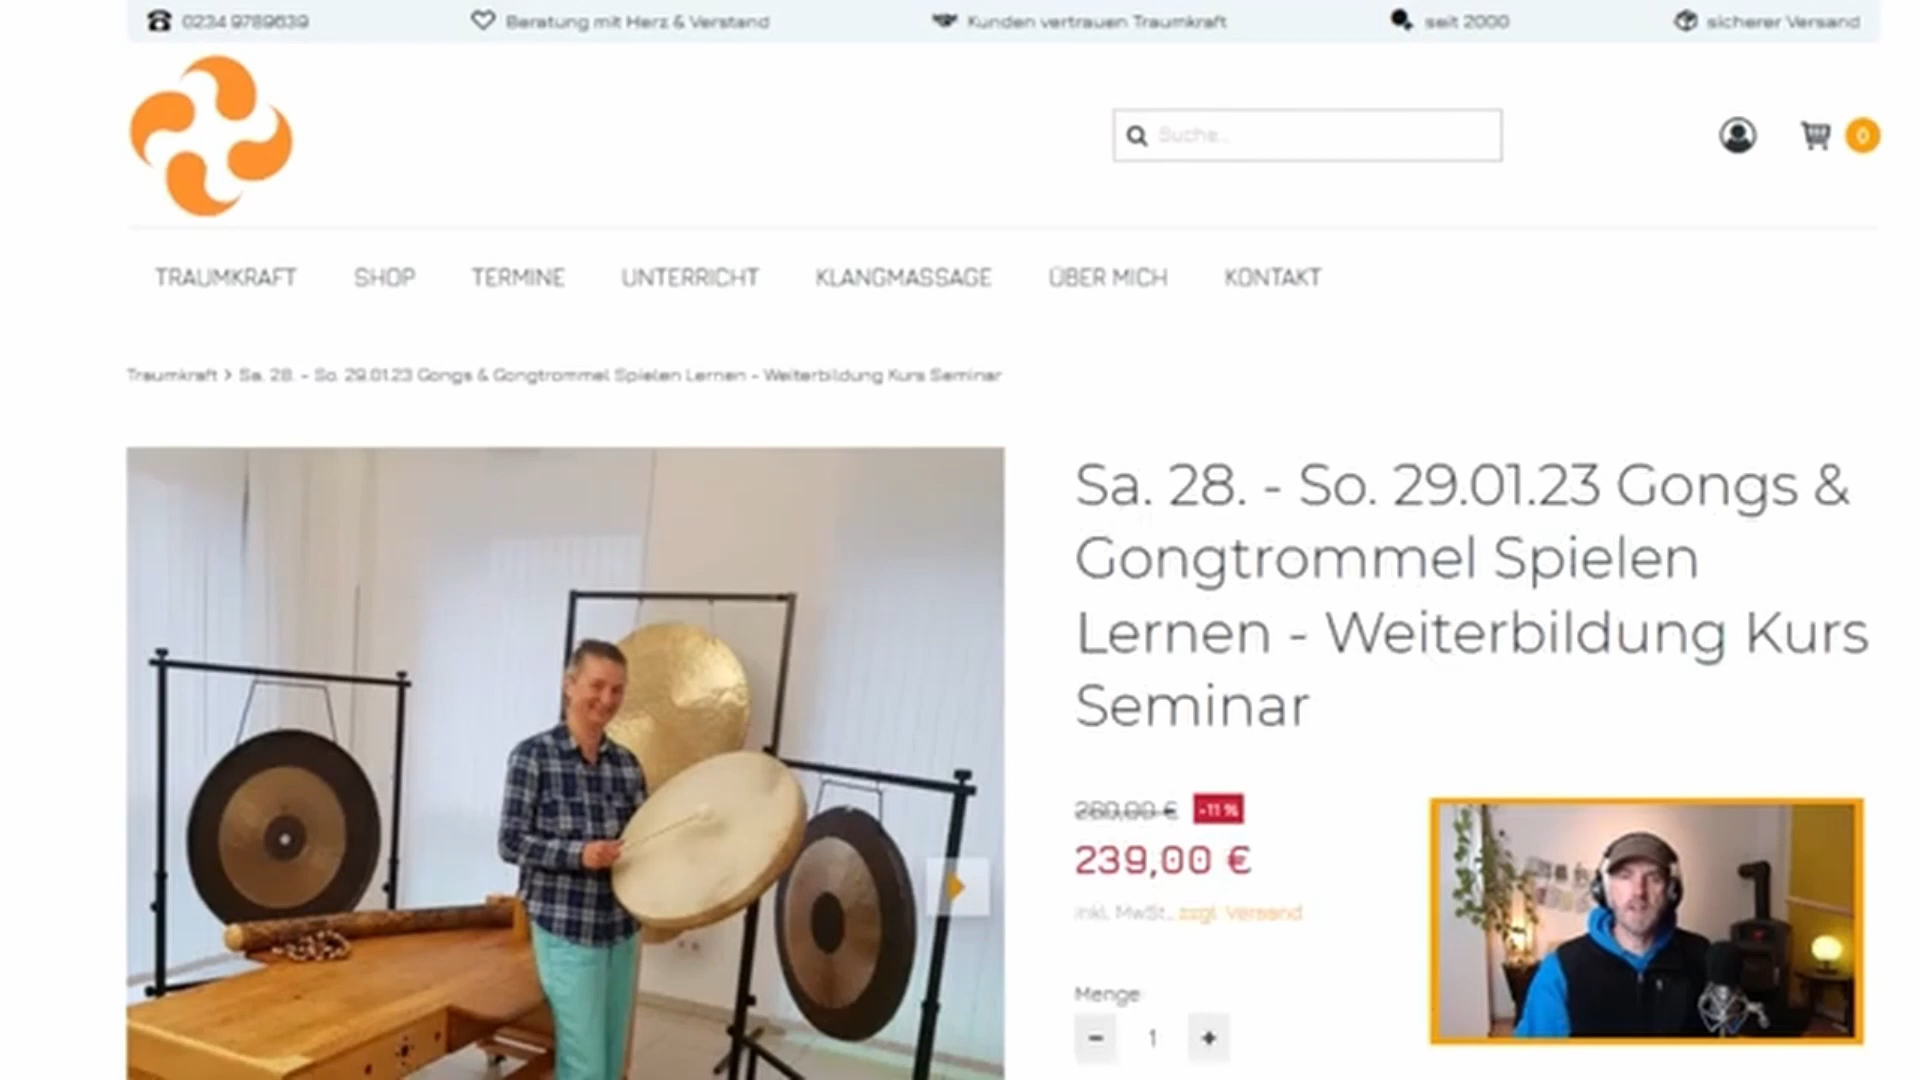 0234 9789639
Beratung mit Herz & Verstand
Kunden vertrauen Traumkraft
seit 2000
sicherer Versand
Suche...
0
TRAUMKRAFT
SHOP
TERMINE
UNTERRICHT
KLANGMASSAGE
ÜBER MICH
KONTAKT
Traumkraft > Sa. 28. - So. 29.01.23 Gongs & Gongtrommel Spielen Lernen - Weiterbildung Kurs Seminar
Sa. 28. - So. 29.01.23 Gongs &
Gongtrommel Spielen
Lernen - Weiterbildung Kurs
Seminar
269,00 € -11 %
239,00 €
inkl. MwSt., zzgl. Versand
Menge
- 1 +